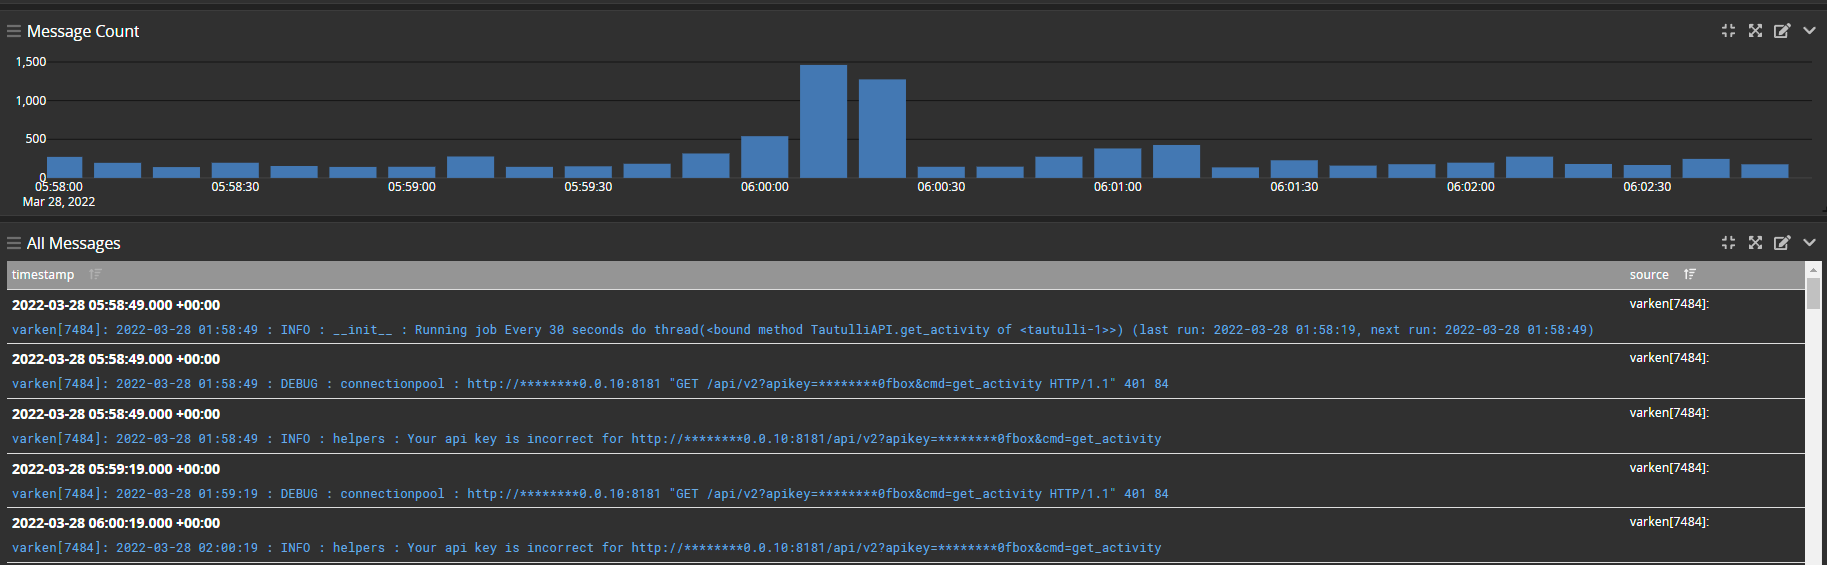 Message Count
1,500
1,000
500
0
05:58:00 05:58:30 05:59:00 05:59:30 06:00:00 06:00:30 06:01:00 06:01:30 06:02:00 06:02:30
Mar 28, 2022
All Messages
timestamp source
2022-03-28 05:58:49.000 +00:00 varken[7484]:
varken[7484]: 2022-03-28 01:58:49 : INFO : __init__ : Running job Every 30 seconds do thread(<bound method TautulliAPI.get_activity of <tautulli-1>>) (last run: 2022-03-28 01:58:19, next run: 2022-03-28 01:58:49)
2022-03-28 05:58:49.000 +00:00 varken[7484]:
varken[7484]: 2022-03-28 01:58:49 : DEBUG : connectionpool : http://********0.0.10:8181 "GET /api/v2?apikey=********0fbox&cmd=get_activity HTTP/1.1" 401 84
2022-03-28 05:58:49.000 +00:00 varken[7484]:
varken[7484]: 2022-03-28 01:58:49 : INFO : helpers : Your api key is incorrect for http://********0.0.10:8181/api/v2?apikey=********0fbox&cmd=get_activity
2022-03-28 05:59:19.000 +00:00 varken[7484]:
varken[7484]: 2022-03-28 01:59:19 : DEBUG : connectionpool : http://********0.0.10:8181 "GET /api/v2?apikey=********0fbox&cmd=get_activity HTTP/1.1" 401 84
2022-03-28 06:00:19.000 +00:00 varken[7484]:
varken[7484]: 2022-03-28 02:00:19 : INFO : helpers : Your api key is incorrect for http://********0.0.10:8181/api/v2?apikey=********0fbox&cmd=get_activity